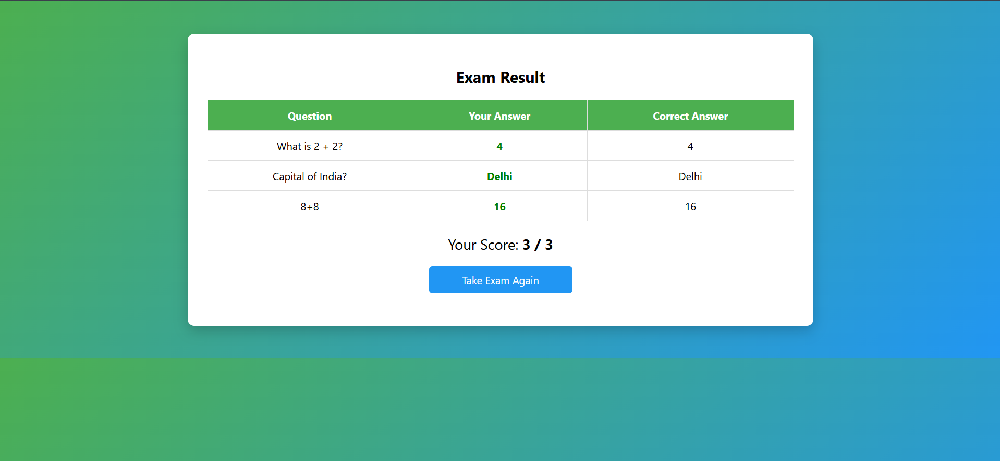 Exam Result
Question Your Answer Correct Answer
What is 2 + 2? 4 4
Capital of India? Delhi Delhi
8+8 16 16
Your Score: 3 / 3
Take Exam Again